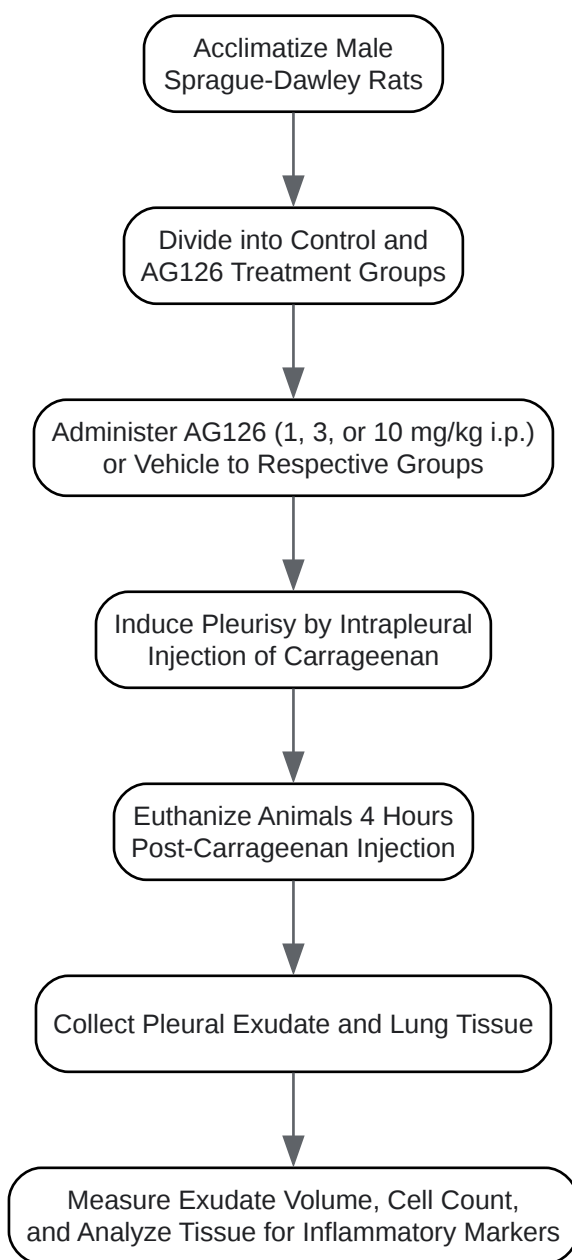 Acclimatize Male
Sprague-Dawley Rats
Divide into Control and
AG126 Treatment Groups
Administer AG126 (1, 3, or 10 mg/kg i.p.)
or Vehicle to Respective Groups
Induce Pleurisy by Intrapleural
Injection of Carrageenan
Euthanize Animals 4 Hours
Post-Carrageenan Injection
Collect Pleural Exudate and Lung Tissue
Measure Exudate Volume, Cell Count,
and Analyze Tissue for Inflammatory Markers